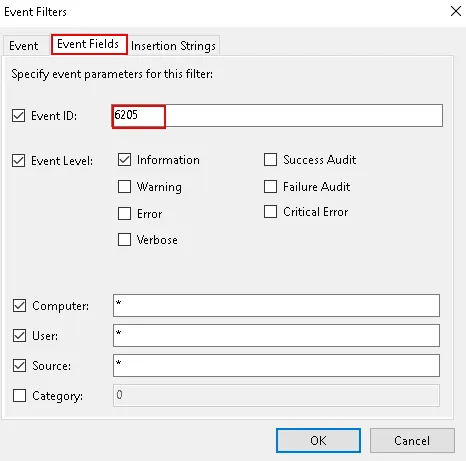 Event Filters
Event Event Fields Insertion Strings
Specify event parameters for this filter:
Event ID: 6205
Event Level: Information Success Audit
Warning Failure Audit
Error Critical Error
Verbose
Computer: *
User: *
Source: *
Category: 0
OK Cancel